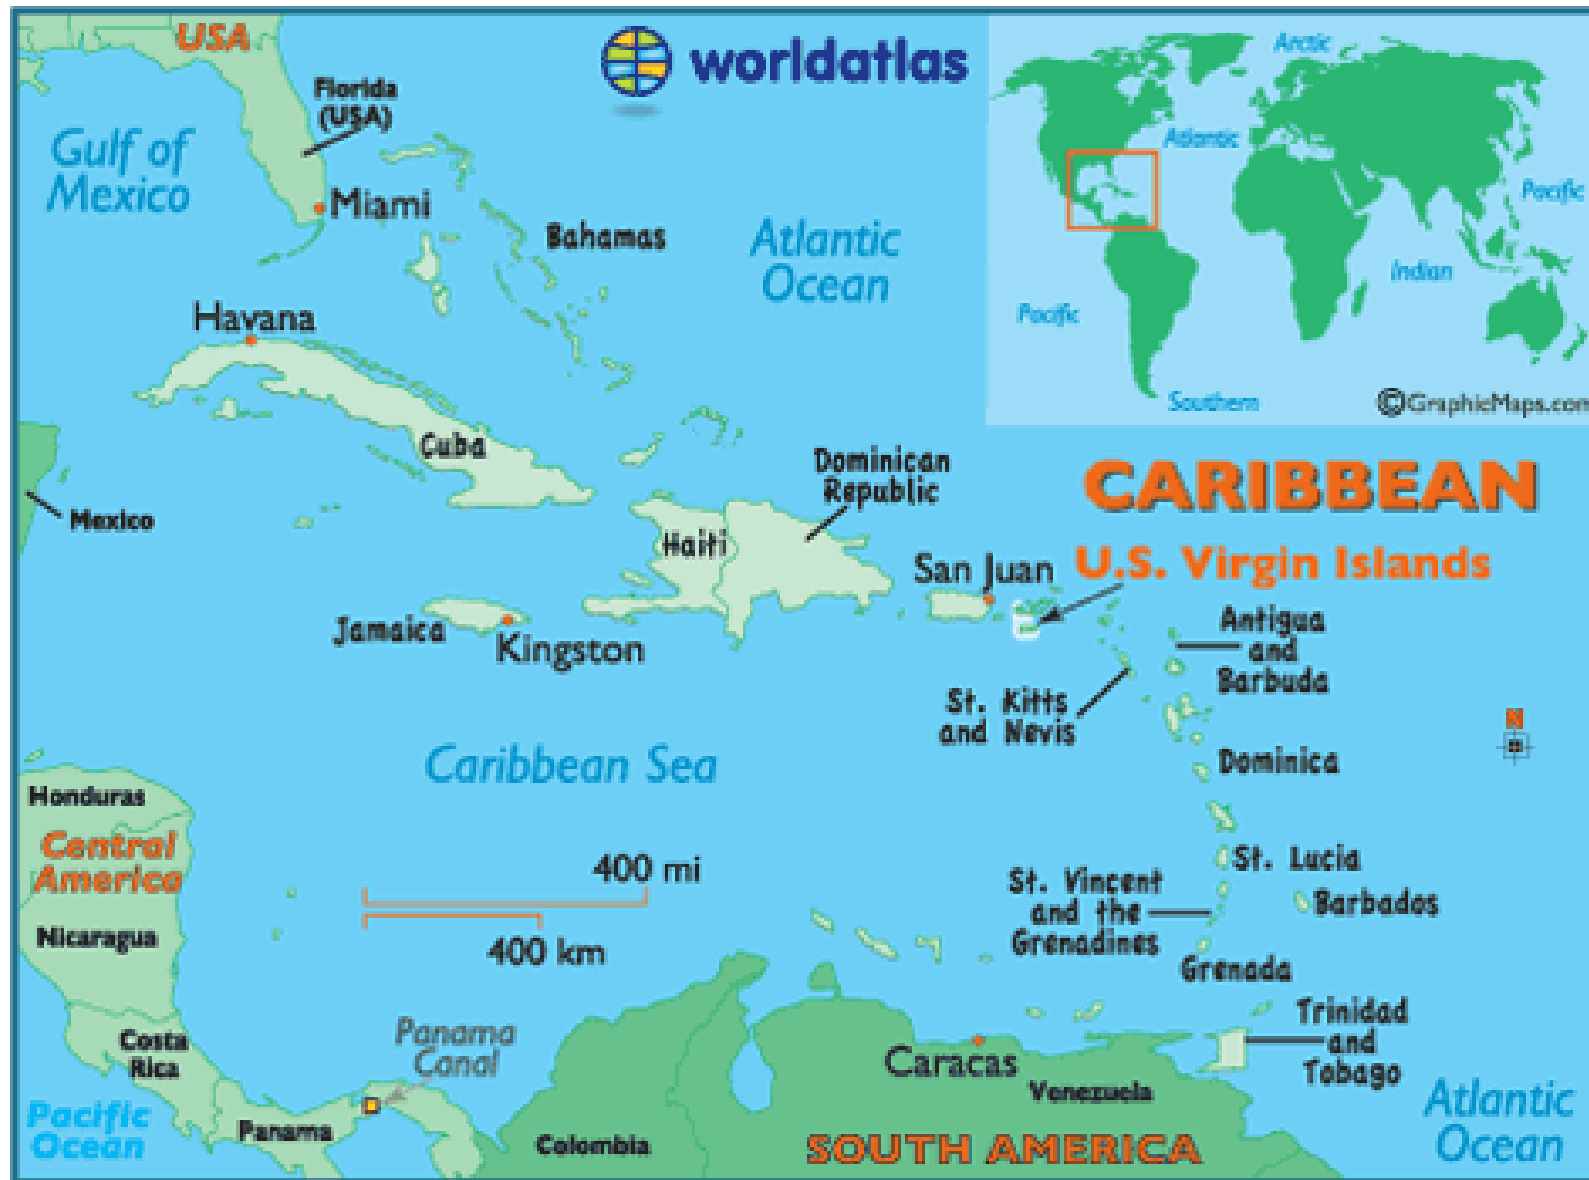 USA
worldatlas
Arctic
Florida
(USA)
Gulf of
Mexico
Atlantic
Pacific
Miami
Bahamas
Atlantic
Ocean
Indian
Pacific
Havana
Southern
©GraphicMaps.com
Cuba
Dominican
Republic
CARIBBEAN
Mexico
Haiti
San Juan
U.S. Virgin Islands
Jamaica
Kingston
Antigua
and
Barbuda
St. Kitts
and Nevis
N
Caribbean Sea
Dominica
Honduras
Central
America
400 mi
St. Lucia
St. Vincent
and the
Grenadines
Barbados
Nicaragua
400 km
Grenada
Trinidad
and
Tobago
Costa
Rica
Panama
Canal
Caracas
Venezuela
Pacific
Ocean
Panama
Colombia
SOUTH AMERICA
Atlantic
Ocean